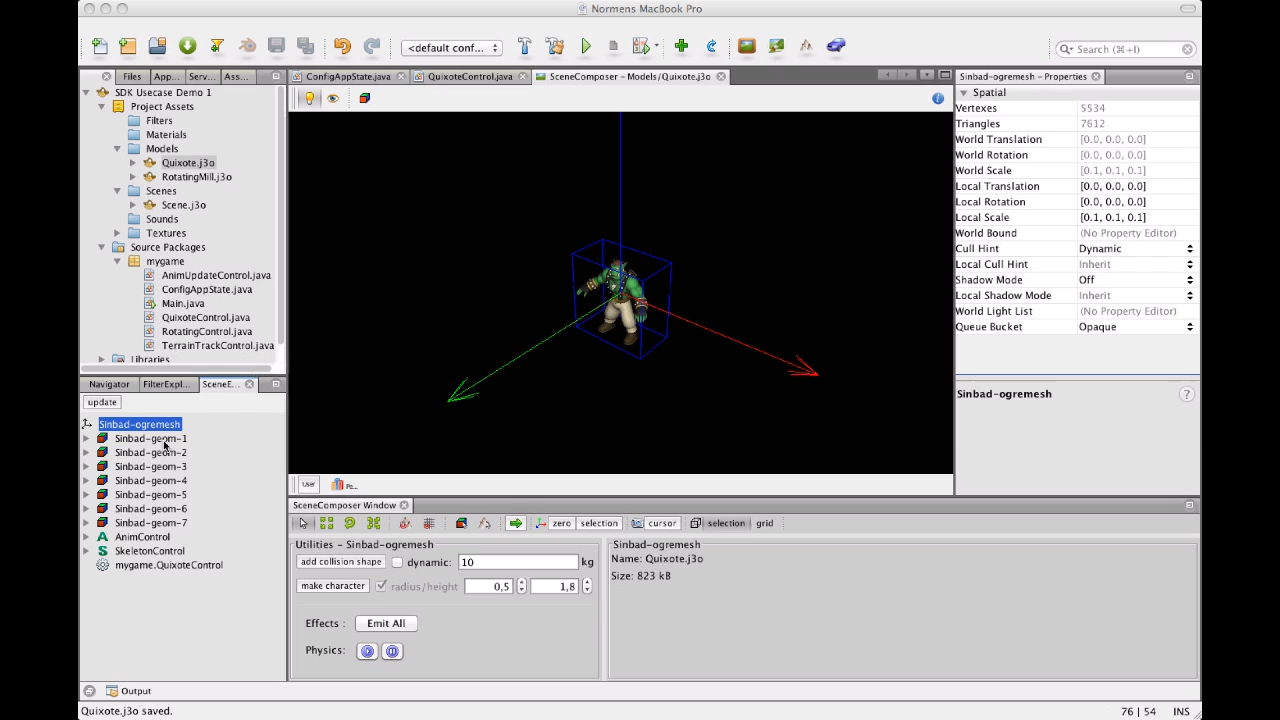 Normens MacBook Pro
<default conf...
Search (⌘+I)
Files App... Serv... Ass...
SDK Usecase Demo 1
Project Assets
Filters
Materials
Models
Quixote.j3o
RotatingMill.j3o
Scenes
Scene.j3o
Sounds
Textures
Source Packages
mygame
AnimUpdateControl.java
ConfigAppState.java
Main.java
QuixoteControl.java
RotatingControl.java
TerrainTrackControl.java
Libraries
Navigator FilterExpl... SceneE...
update
Sinbad-ogremesh
Sinbad-geom-1
Sinbad-geom-2
Sinbad-geom-3
Sinbad-geom-4
Sinbad-geom-5
Sinbad-geom-6
Sinbad-geom-7
A AnimControl
S SkeletonControl
mygame.QuixoteControl
ConfigAppState.java QuixoteControl.java SceneComposer - Models/Quixote.j3o
User Pe...
SceneComposer Window
zero selection cursor selection grid
Utilities - Sinbad-ogremesh
add collision shape dynamic: 10 kg
make character radius/height 0,5 1,8
Effects : Emit All
Physics:
Sinbad-ogremesh
Name: Quixote.j3o
Size: 823 kB
Sinbad-ogremesh - Properties
Spatial
Vertexes 5534
Triangles 7612
World Translation [0.0, 0.0, 0.0]
World Rotation [0.0, 0.0, 0.0]
World Scale [0.1, 0.1, 0.1]
Local Translation [0.0, 0.0, 0.0]
Local Rotation [0.0, 0.0, 0.0]
Local Scale [0.1, 0.1, 0.1]
World Bound (No Property Editor)
Cull Hint Dynamic
Local Cull Hint Inherit
Shadow Mode Off
Local Shadow Mode Inherit
World Light List (No Property Editor)
Queue Bucket Opaque
Sinbad-ogremesh ?
Output
Quixote.j3o saved. 76 | 54 INS